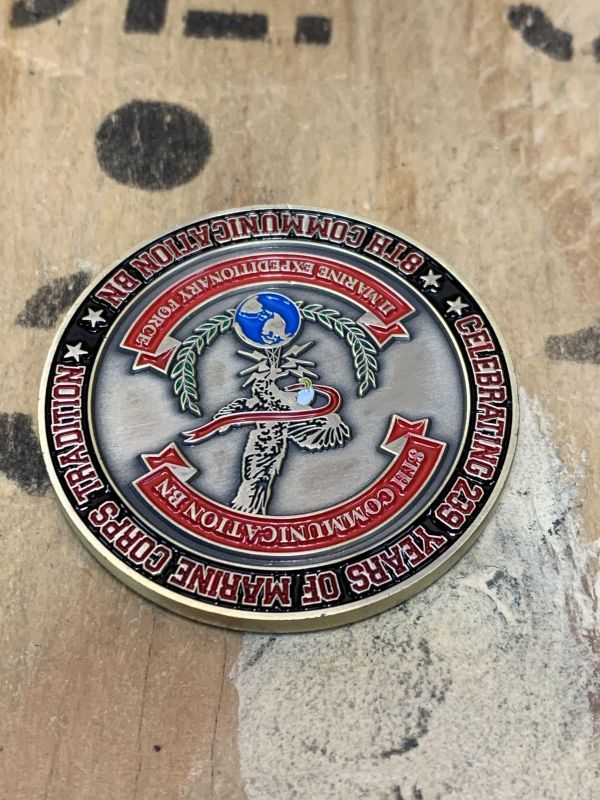 8TH COMMUNICATION BN
II MARINE EXPEDITIONARY FORCE
8TH COMMUNICATION BN
CELEBRATING 239 YEARS OF MARINE CORPS TRADITION